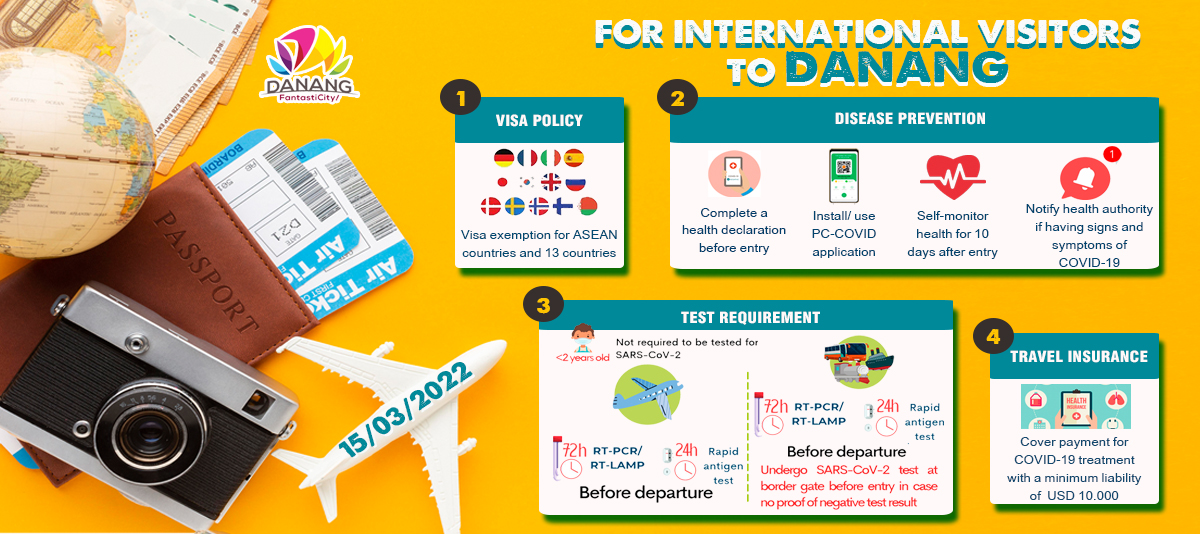 DANANG
FantastiCity!
FOR INTERNATIONAL VISITORS
TO DANANG
1
VISA POLICY
Visa exemption for ASEAN
countries and 13 countries
2
DISEASE PREVENTION
Complete a
health declaration
before entry
Install/ use
PC-COVID
application
Self-monitor
health for 10
days after entry
1
Notify health authority
if having signs and
symptoms of
COVID-19
BOARDI
501
GATE
D21
GATE
Air Ti
Air Ticke
FIRST C
PASSPORT
15/03/2022
3
TEST REQUIREMENT
<2 years old
Not required to be tested for
SARS-CoV-2
72h RT-PCR/
RT-LAMP
24h Rapid
antigen
test
Before departure
72h RT-PCR/
RT-LAMP
24h Rapid
antigen
test
Before departure
Undergo SARS-CoV-2 test at
border gate before entry in case
no proof of negative test result
4
TRAVEL INSURANCE
HEALTH
INSURANCE
Cover payment for
COVID-19 treatment
with a minimum liability
of USD 10.000